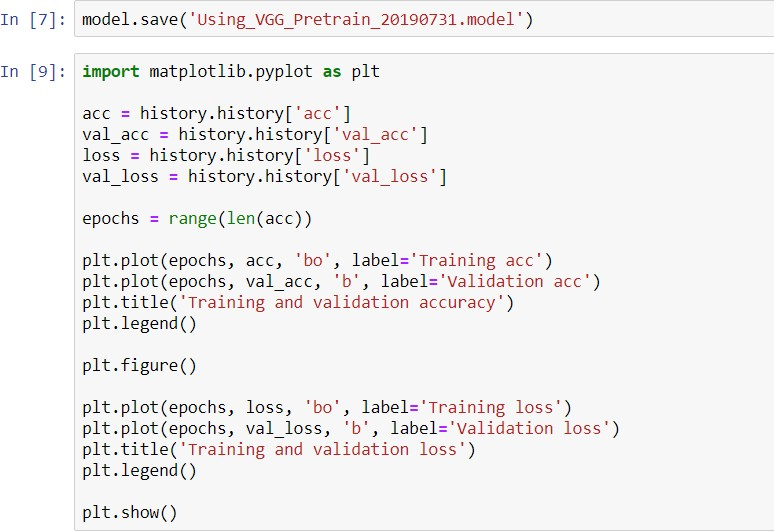 In [7]: model.save('Using_VGG_Pretrain_20190731.model')
In [9]: import matplotlib.pyplot as plt
acc = history.history['acc']
val_acc = history.history['val_acc']
loss = history.history['loss']
val_loss = history.history['val_loss']
epochs = range(len(acc))
plt.plot(epochs, acc, 'bo', label='Training acc')
plt.plot(epochs, val_acc, 'b', label='Validation acc')
plt.title('Training and validation accuracy')
plt.legend()
plt.figure()
plt.plot(epochs, loss, 'bo', label='Training loss')
plt.plot(epochs, val_loss, 'b', label='Validation loss')
plt.title('Training and validation loss')
plt.legend()
plt.show()